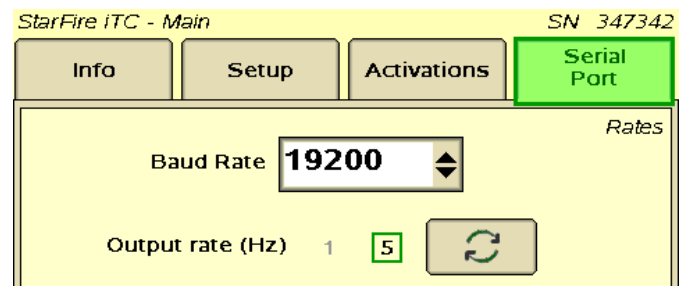 StarFire iTC - Main SN 347342
Info Setup Activations Serial Port
Rates
Baud Rate 19200
Output rate (Hz) 1 5